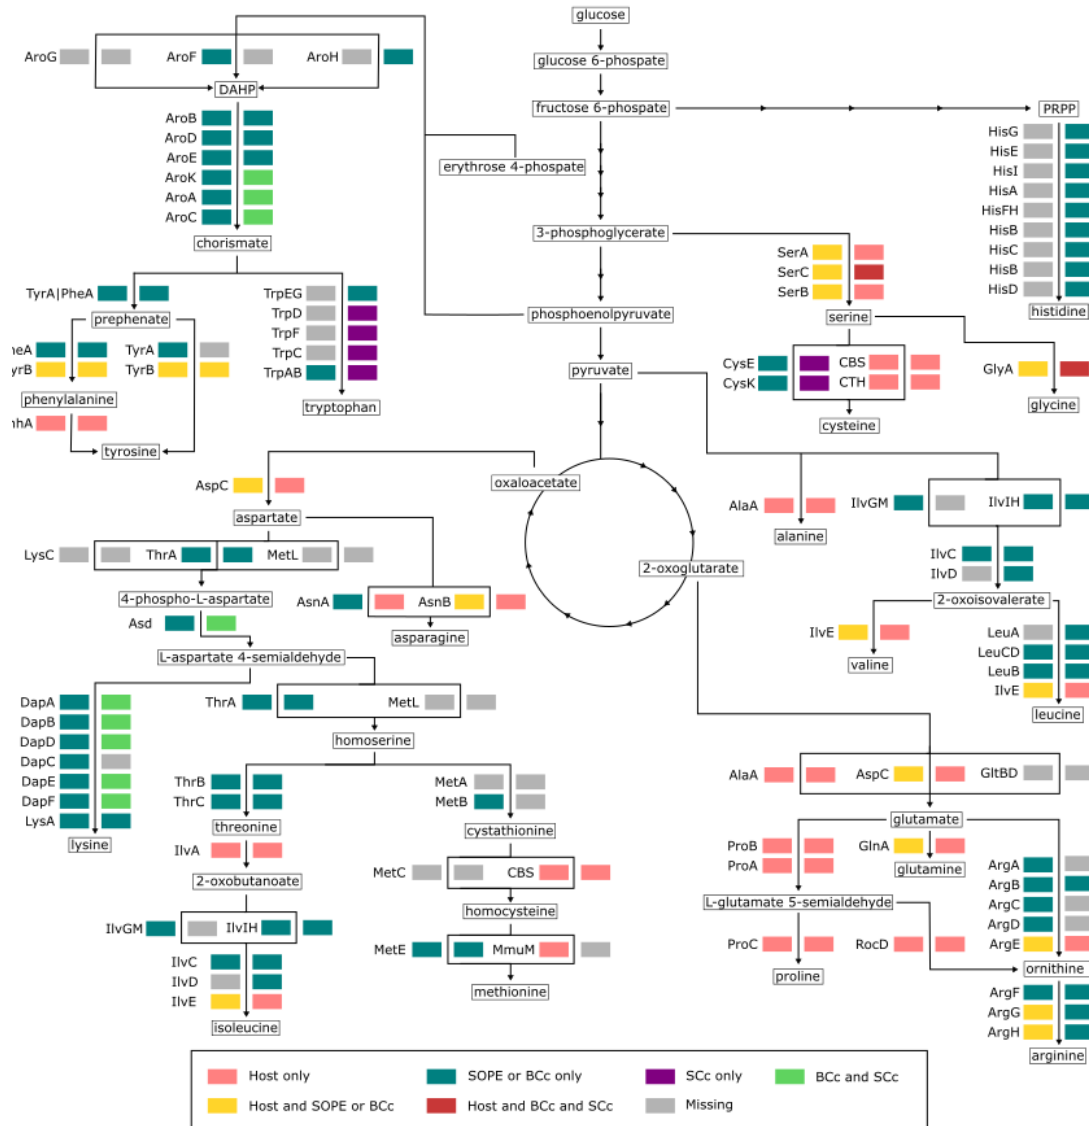 glucose
AroG
AroF
AroH
glucose 6-phospate
DAHP
fructose 6-phospate
PRPP
AroB
AroD
AroE
AroK
AroA
AroC
erythrose 4-phospate
HisG
HisE
HisI
HisA
HisFH
HisB
HisC
HisB
HisD
histidine
chorismate
3-phosphoglycerate
SerA
SerC
SerB
serine
TyrA|PheA
prephenate
TrpEG
TrpD
TrpF
TrpC
TrpAB
tryptophan
phosphoenolpyruvate
heA
TyrA
yrB
TyrB
phenylalanine
hhA
tyrosine
pyruvate
CysE
CBS
CysK
CTH
cysteine
GlyA
glycine
oxaloacetate
AspC
aspartate
AlaA
alanine
IlvGM
IlvIH
LysC
ThrA
MetL
2-oxoglutarate
IlvC
IlvD
4-phospho-L-aspartate
AsnA
AsnB
asparagine
2-oxoisovalerate
Asd
L-aspartate 4-semialdehyde
IlvE
valine
LeuA
LeuCD
LeuB
IlvE
leucine
DapA
DapB
DapD
DapC
DapE
DapF
LysA
lysine
ThrA
MetL
homoserine
ThrB
ThrC
threonine
MetA
MetB
cystathionine
AlaA
AspC
GltBD
glutamate
IlvA
2-oxobutanoate
MetC
CBS
homocysteine
ProB
ProA
GlnA
glutamine
ArgA
ArgB
ArgC
ArgD
ArgE
L-glutamate 5-semialdehyde
IlvGM
IlvIH
MetE
MmuM
methionine
ProC
RocD
proline
ornithine
IlvC
IlvD
IlvE
isoleucine
ArgF
ArgG
ArgH
arginine
Host only
SOPE or BCc only
SCc only
BCc and SCc
Host and SOPE or BCc
Host and BCc and SCc
Missing